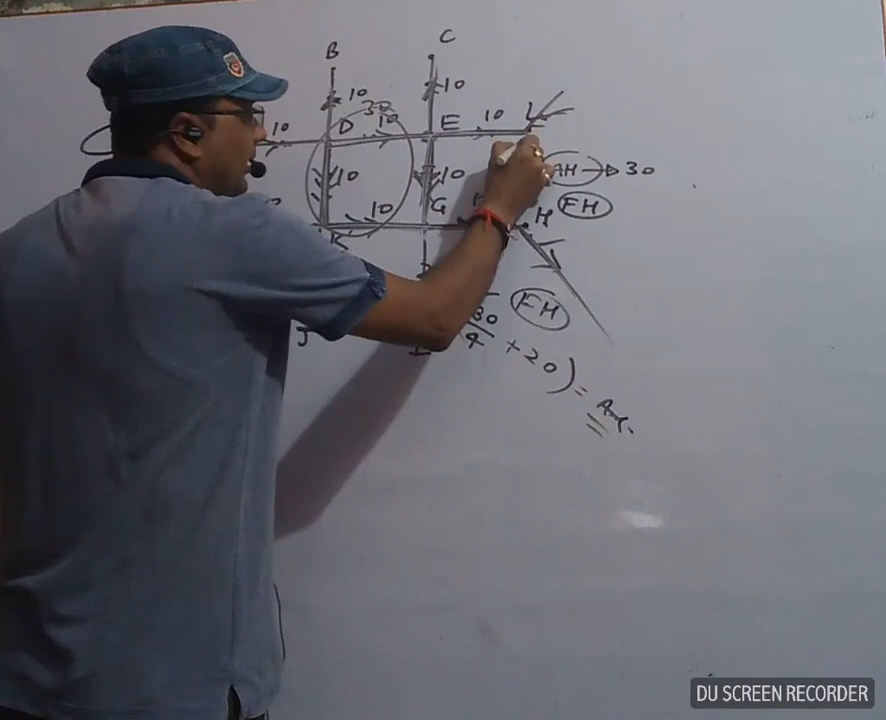 C
B
10
10
30
10
10
10
L
D
E
10
10
AH → 30
G
FH
10
H
K
FH
30/4 + 20) =
J
DU SCREEN RECORDER